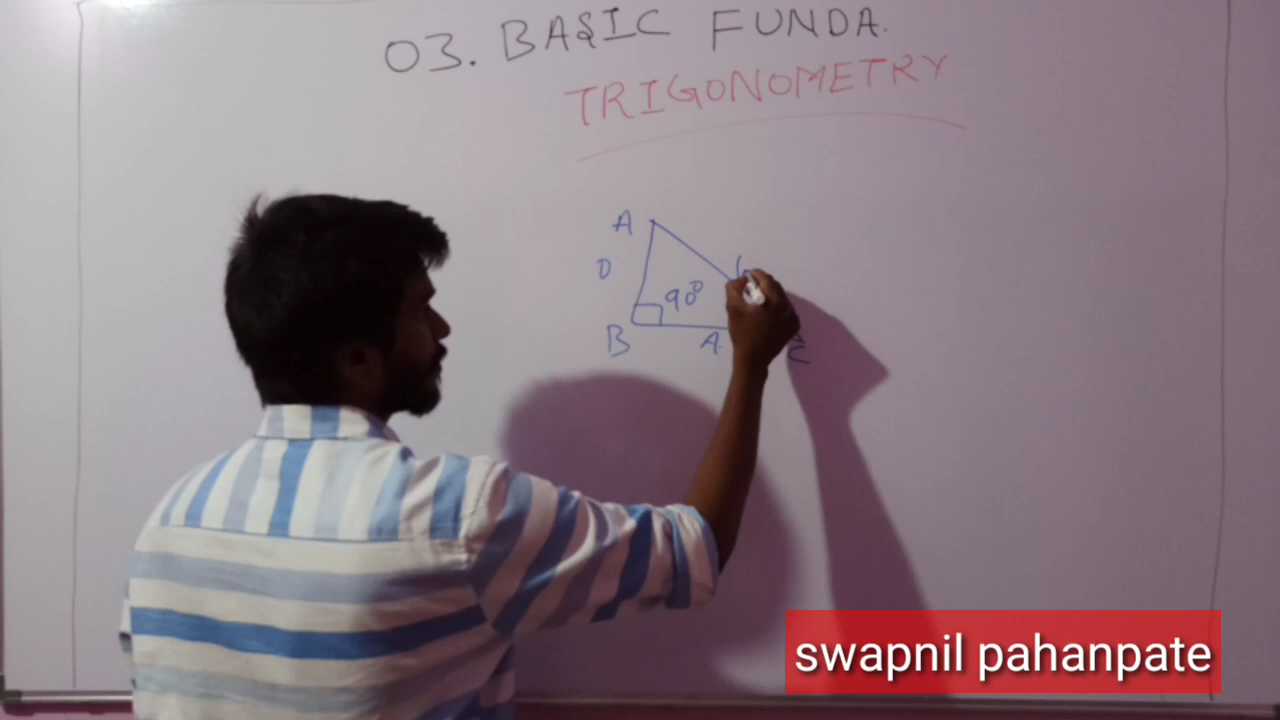 03. BASIC FUNDA.
TRIGONOMETRY
A
O
90°
B
A
C
swapnil pahanpate